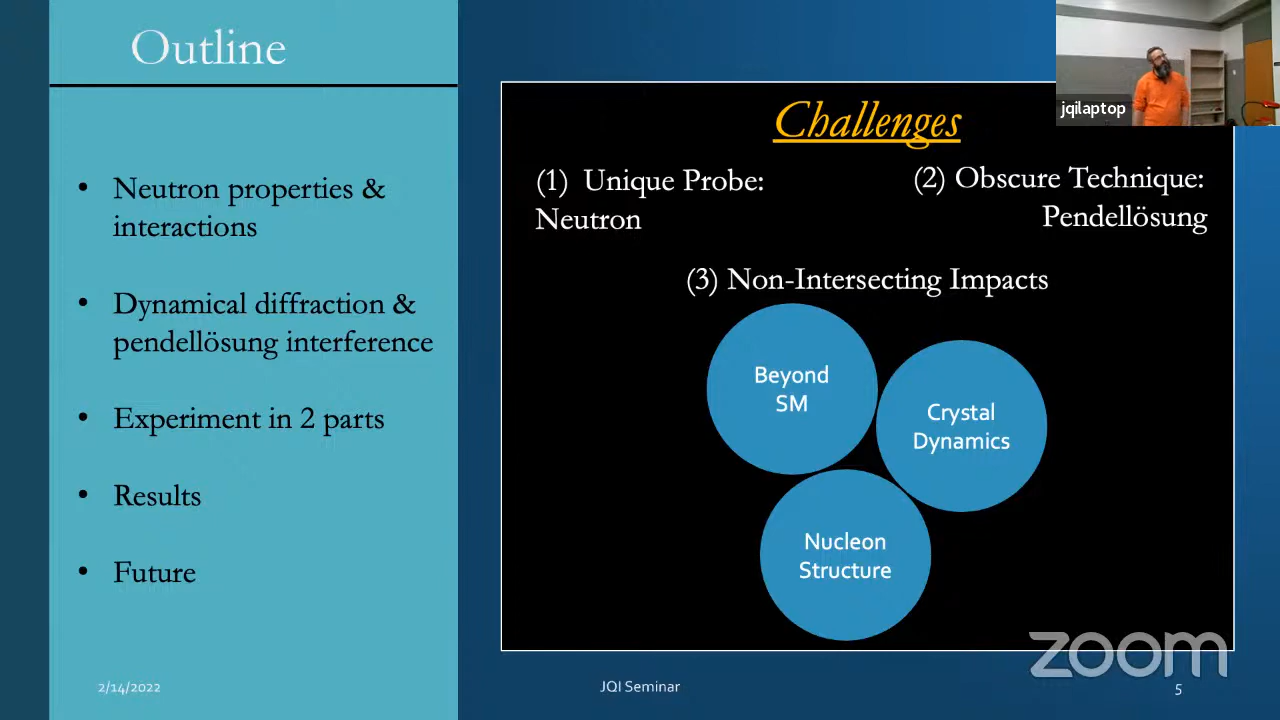 Outline
• Neutron properties &
interactions
• Dynamical diffraction &
pendellösung interference
• Experiment in 2 parts
• Results
• Future
Challenges
(1) Unique Probe:
Neutron
(2) Obscure Technique:
Pendellösung
(3) Non-Intersecting Impacts
Beyond
SM
Crystal
Dynamics
Nucleon
Structure
jqilaptop
zoom
2/14/2022
JQI Seminar
5